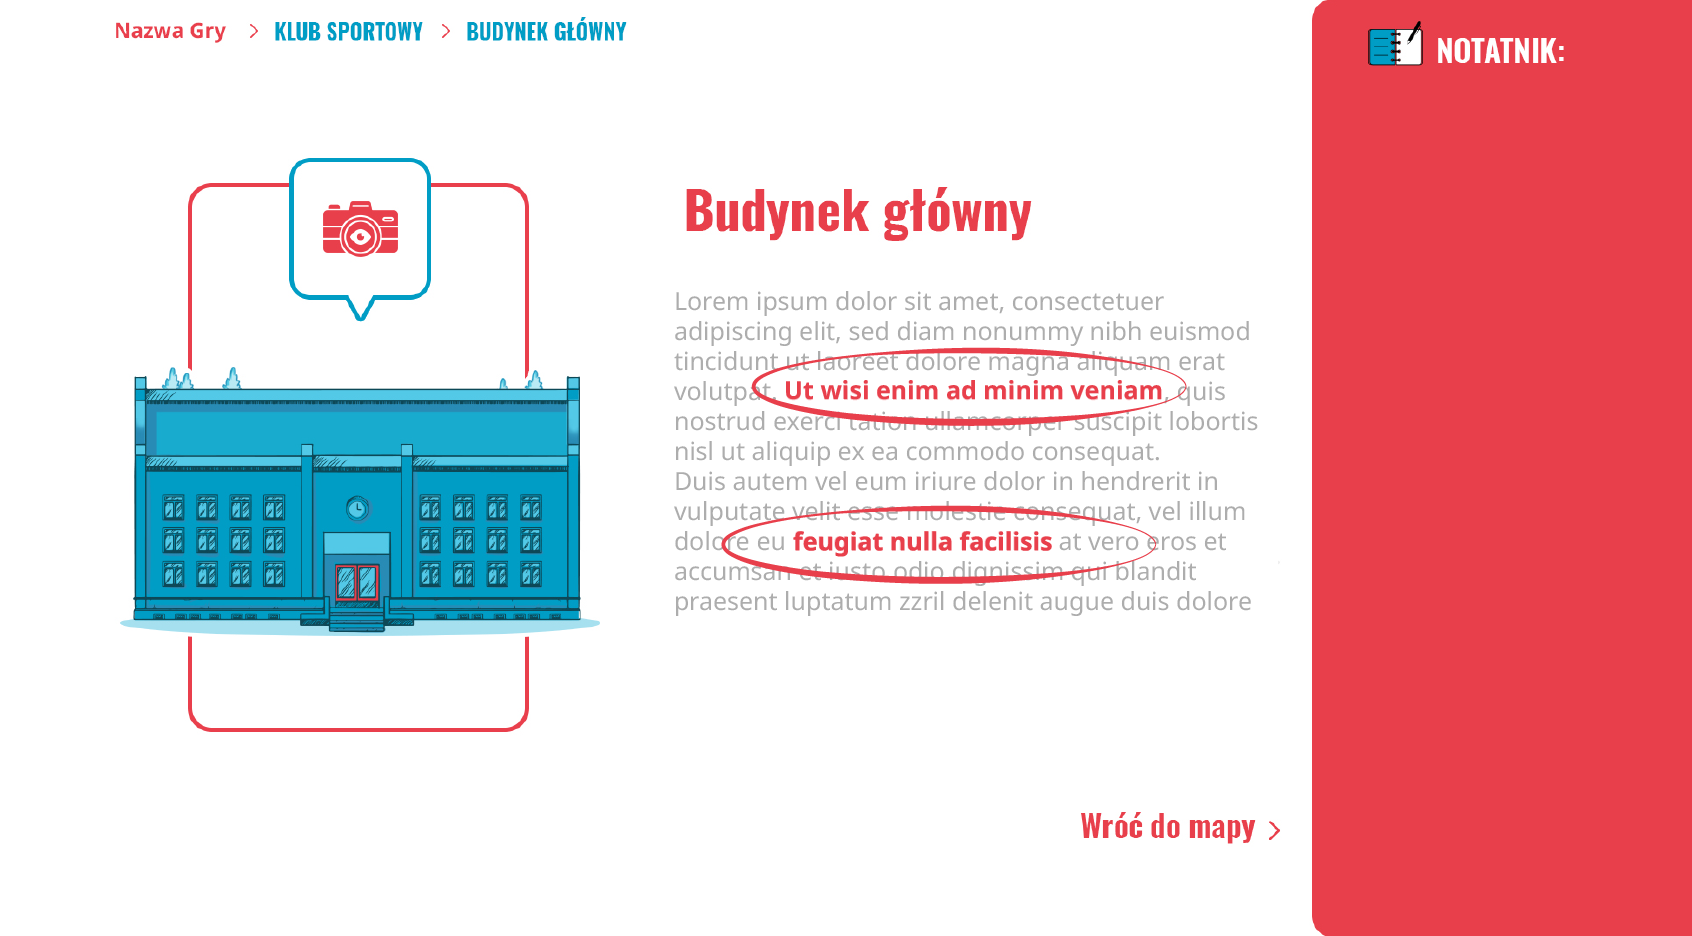 Nazwa Gry > KLUB SPORTOWY > BUDYNEK GŁÓWNY
NOTATNIK:
Budynek główny
Lorem ipsum dolor sit amet, consectetuer
adipiscing elit, sed diam nonummy nibh euismod
tincidunt ut laoreet dolore magna aliquam erat
volutpat. Ut wisi enim ad minim veniam, quis
nostrud exerci tation ullamcorper suscipit lobortis
nisl ut aliquip ex ea commodo consequat.
Duis autem vel eum iriure dolor in hendrerit in
vulputate velit esse molestie consequat, vel illum
dolore eu feugiat nulla facilisis at vero eros et
accumsan et iusto odio dignissim qui blandit
praesent luptatum zzril delenit augue duis dolore
Wróć do mapy >